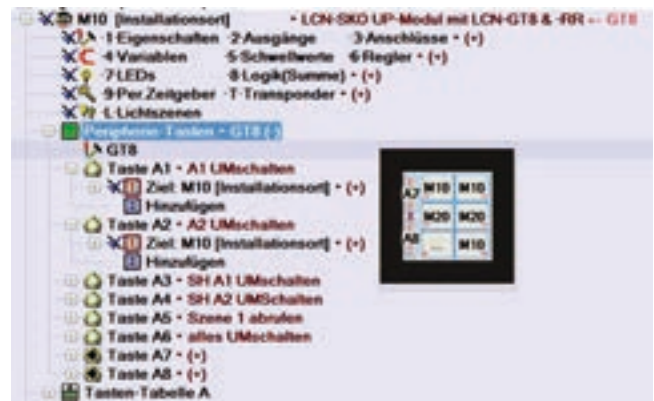 M10 [Installationsort] • LCN-SKO UP-Modul mit LCN-GT8 & -RR -- GT8
1 Eigenschaften 2 Ausgänge 3 Anschlüsse • (+)
4 Variablen 5 Schwellwerte 6 Regler • (+)
7 LEDs 8 Logik(Summe) • (+)
9 Per.Zeitgeber T Transponder • (+)
L Lichtszenen
Peripherie-Tasten • GT8 (-)
GT8
Taste A1 • A1 UMschalten
Ziel: M10 [Installationsort] • (+)
Hinzufügen
Taste A2 • A2 UMschalten
Ziel: M10 [Installationsort] • (+)
Hinzufügen
Taste A3 • SH A1 UMschalten
Taste A4 • SH A2 UMSchalten
Taste A5 • Szene 1 abrufen
Taste A6 • alles UMschalten
Taste A7 • (+)
Taste A8 • (+)
Tasten-Tabelle A
A7 M10 M10
M20 M20
A8 ... M10